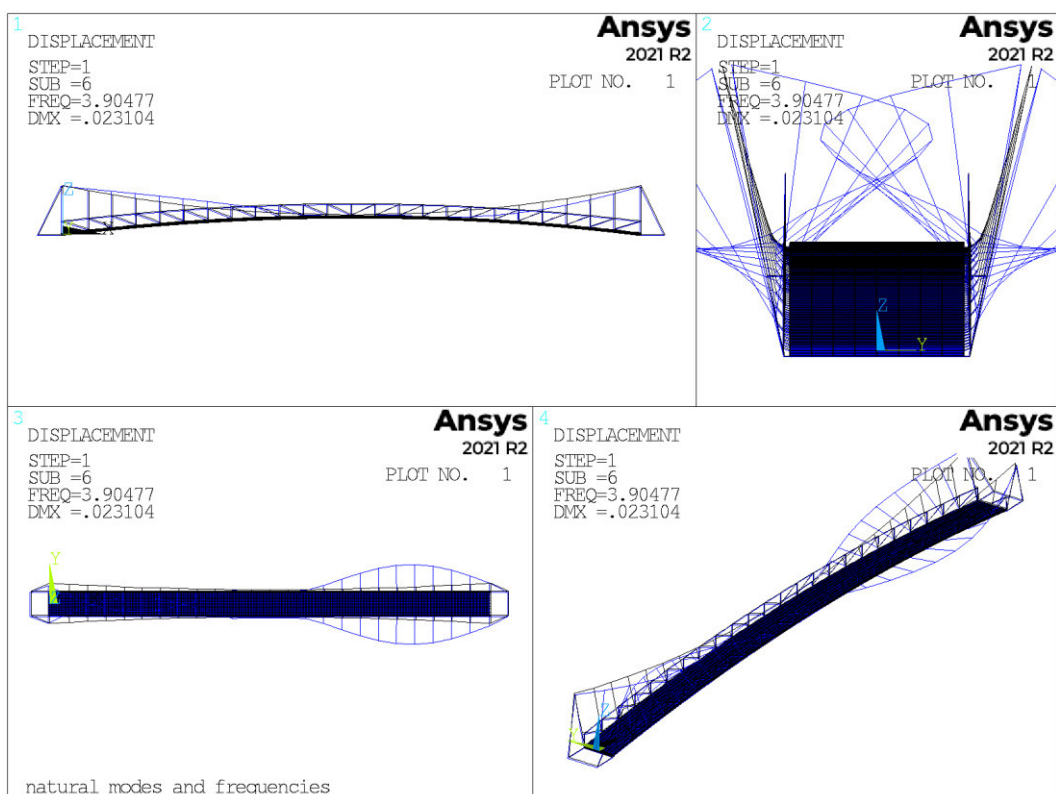 1
DISPLACEMENT
STEP=1
SUB =6
FREQ=3.90477
DMX =.023104
Ansys
2021 R2
PLOT NO. 1
Z
X
2
DISPLACEMENT
STEP=1
SUB =6
FREQ=3.90477
DMX =.023104
Ansys
2021 R2
PLOT NO. 1
Z
Y
3
DISPLACEMENT
STEP=1
SUB =6
FREQ=3.90477
DMX =.023104
Ansys
2021 R2
PLOT NO. 1
Y
natural modes and frequencies
4
DISPLACEMENT
STEP=1
SUB =6
FREQ=3.90477
DMX =.023104
Ansys
2021 R2
PLOT NO. 1
Z